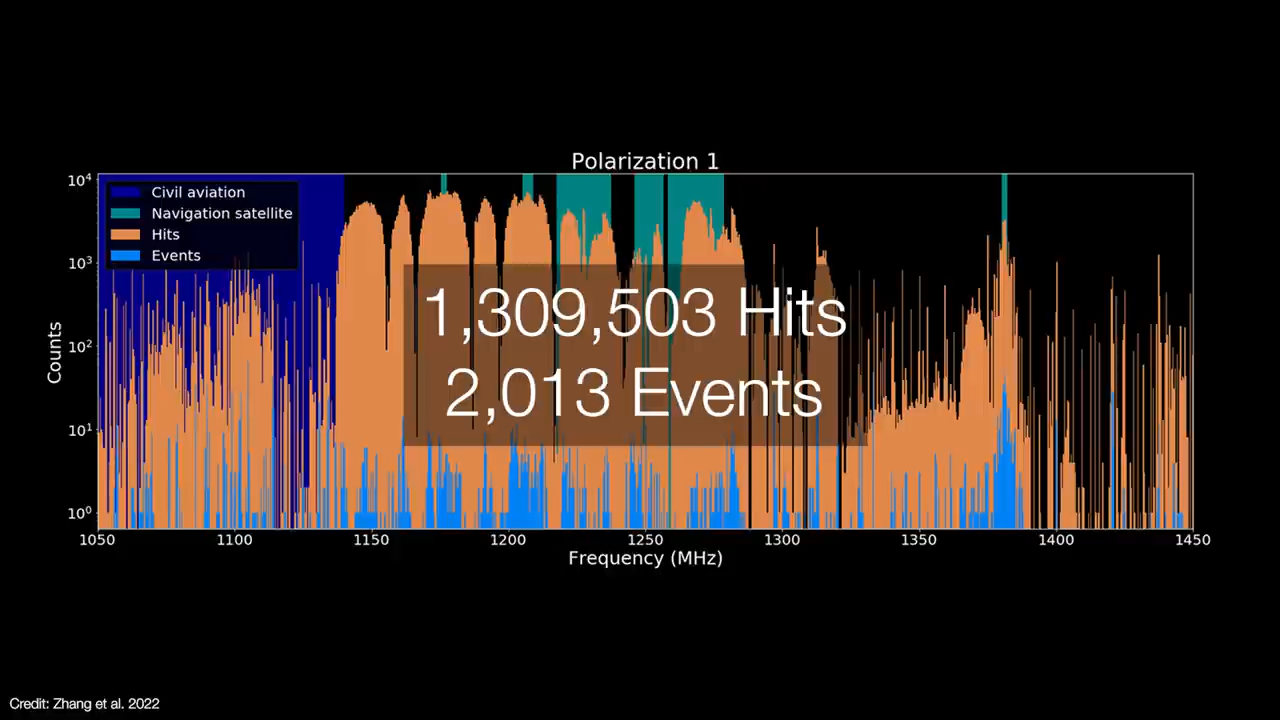 Polarization 1
Civil aviation
Navigation satellite
Hits
Events
10⁴
10³
10²
10¹
10⁰
Counts
1,309,503 Hits
2,013 Events
1050 1100 1150 1200 1250 1300 1350 1400 1450
Frequency (MHz)
Credit: Zhang et al. 2022